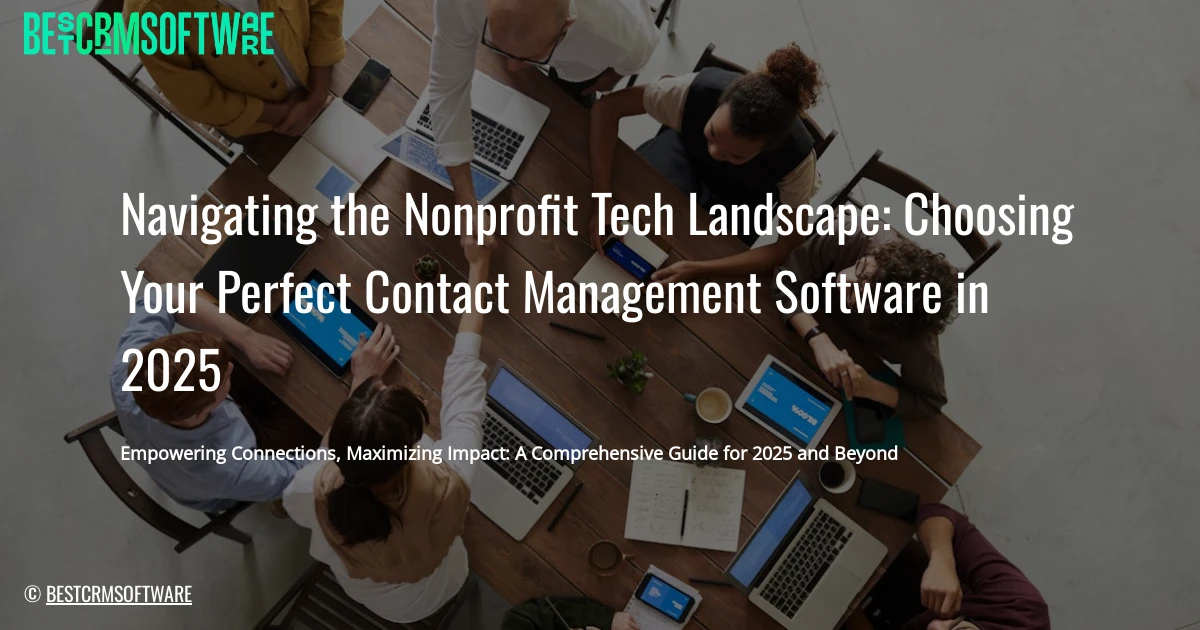 BESTCRMSOFTWARE
Navigating the Nonprofit Tech Landscape: Choosing
Your Perfect Contact Management Software in
2025
Empowering Connections, Maximizing Impact: A Comprehensive Guide for 2025 and Beyond
© BESTCRMSOFTWARE